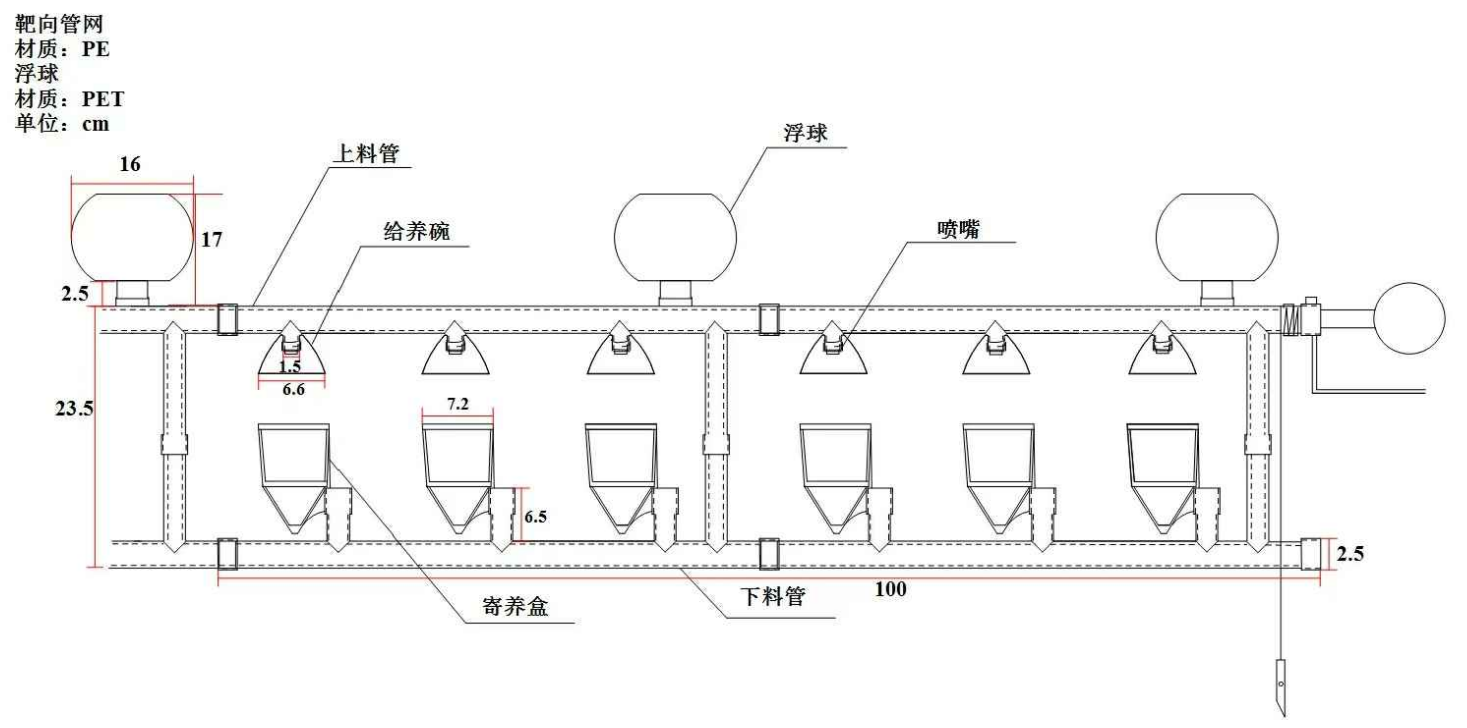 靶向管网
材质：PE
浮球
材质：PET
单位：cm
浮球
上料管
16
给养碗
喷嘴
17
2.5
1.5
6.6
23.5
7.2
6.5
2.5
100
下料管
寄养盒